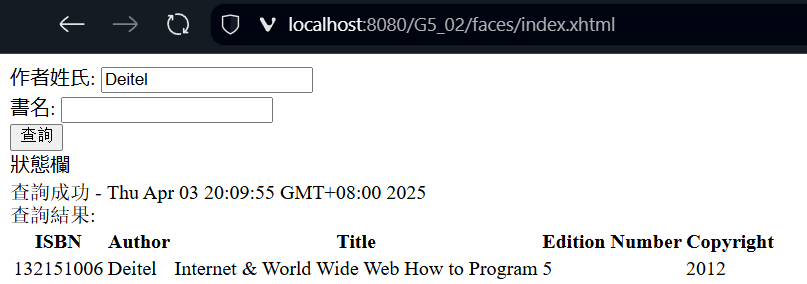 localhost:8080/G5_02/faces/index.xhtml
作者姓氏: Deitel
書名:
查詢
狀態欄
查詢成功 - Thu Apr 03 20:09:55 GMT+08:00 2025
查詢結果:
ISBN Author Title Edition Number Copyright
132151006 Deitel Internet & World Wide Web How to Program 5 2012